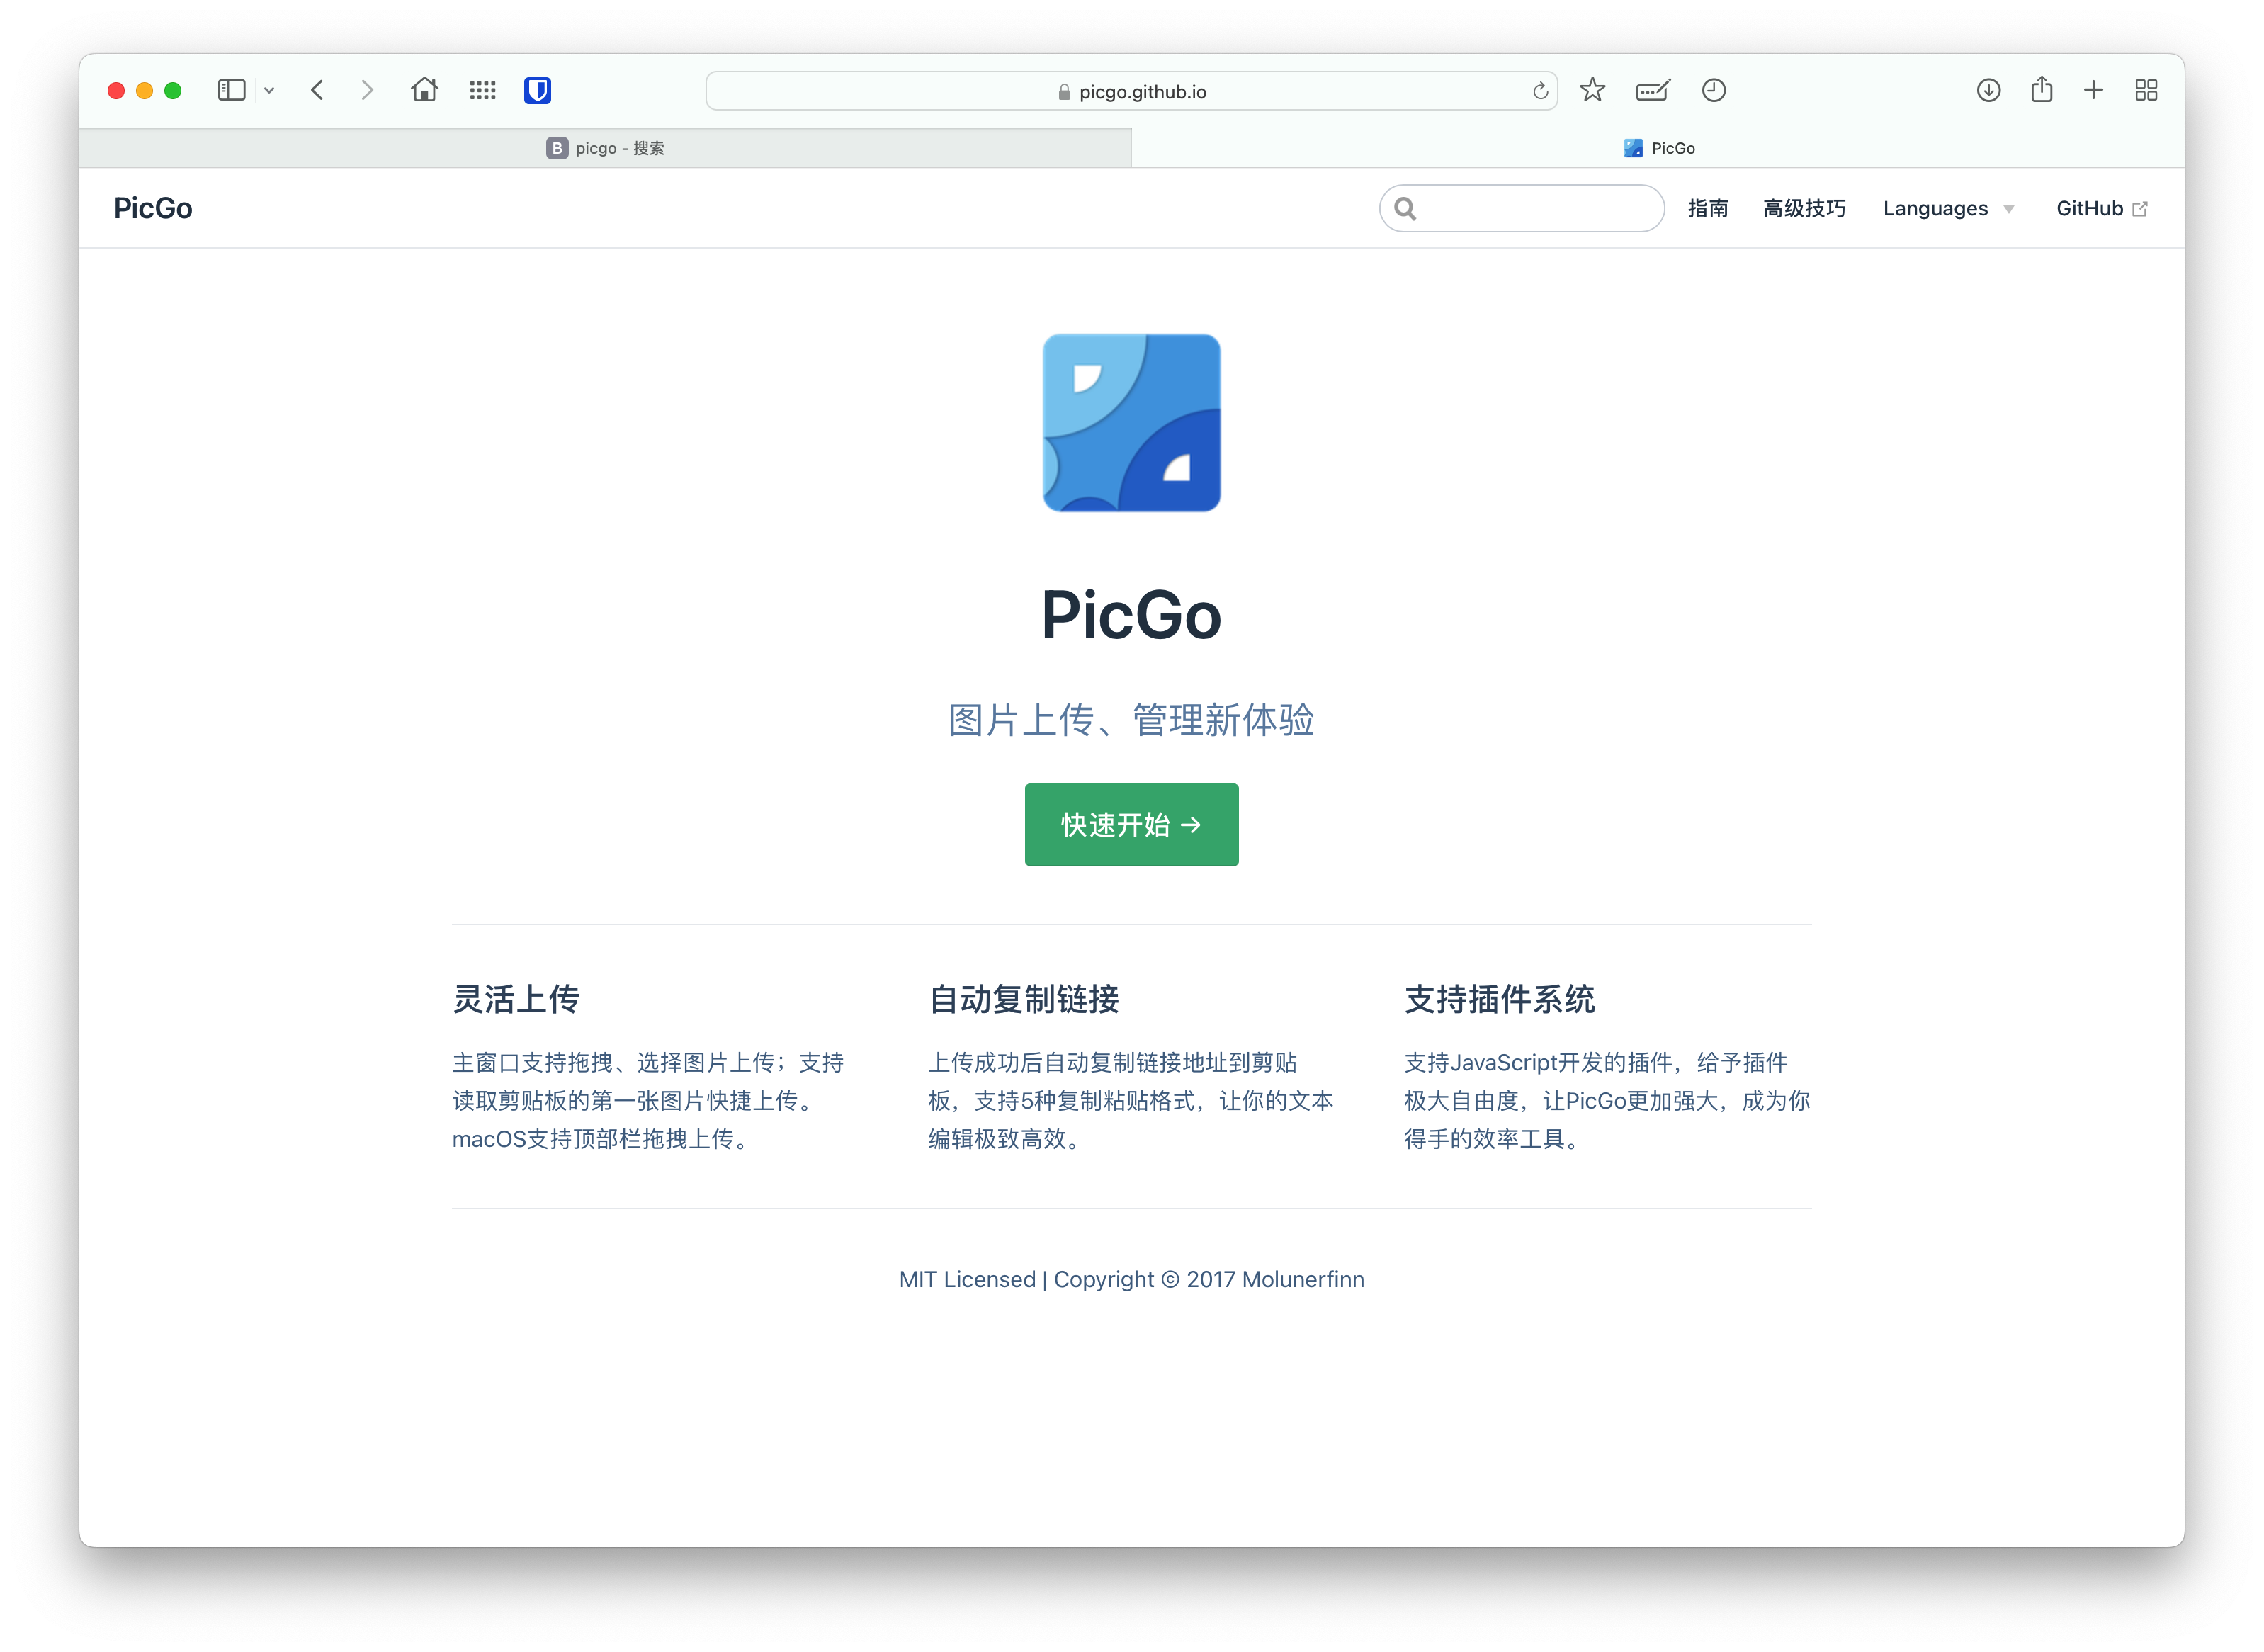 picgo.github.io
B picgo - 搜索
PicGo
PicGo
指南
高级技巧
Languages
GitHub
PicGo
图片上传、管理新体验
快速开始 →
灵活上传
主窗口支持拖拽、选择图片上传；支持
读取剪贴板的第一张图片快捷上传。
macOS支持顶部栏拖拽上传。
自动复制链接
上传成功后自动复制链接地址到剪贴
板，支持5种复制粘贴格式，让你的文本
编辑极致高效。
支持插件系统
支持JavaScript开发的插件，给予插件
极大自由度，让PicGo更加强大，成为你
得手的效率工具。
MIT Licensed | Copyright © 2017 Molunerfinn